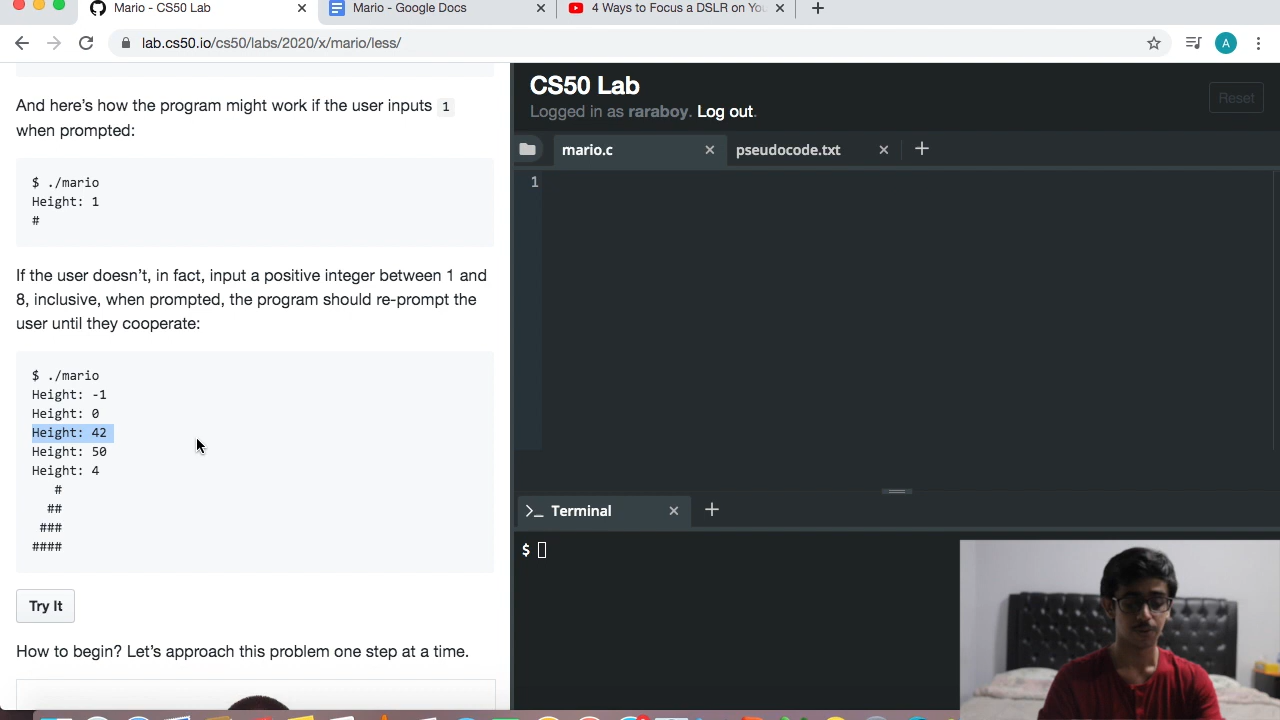 Mario - CS50 Lab
Mario - Google Docs
4 Ways to Focus a DSLR on You
lab.cs50.io/cs50/labs/2020/x/mario/less/
A
And here's how the program might work if the user inputs 1
when prompted:
$ ./mario
Height: 1
#
If the user doesn't, in fact, input a positive integer between 1 and
8, inclusive, when prompted, the program should re-prompt the
user until they cooperate:
$ ./mario
Height: -1
Height: 0
Height: 42
Height: 50
Height: 4
#
##
###
####
Try It
How to begin? Let's approach this problem one step at a time.
CS50 Lab
Logged in as raraboy. Log out.
Reset
mario.c
pseudocode.txt
1
>_ Terminal
$